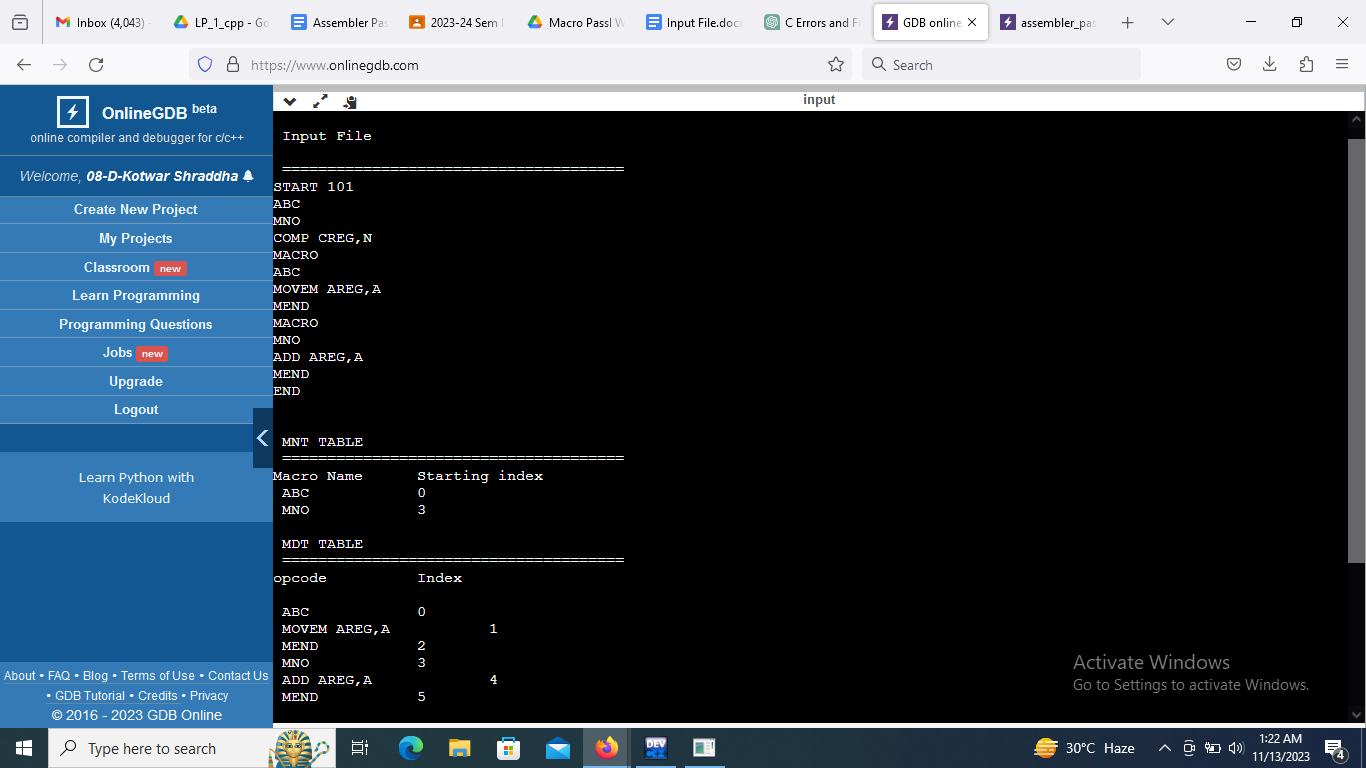 Inbox (4,043)
LP_1_cpp - Go
Assembler Pas
2023-24 Sem I
Macro PassI W
Input File.doc
C Errors and Fi
GDB online
assembler_pas
https://www.onlinegdb.com
Search
OnlineGDB beta
online compiler and debugger for c/c++
Welcome, 08-D-Kotwar Shraddha
Create New Project
My Projects
Classroom new
Learn Programming
Programming Questions
Jobs new
Upgrade
Logout
Learn Python with
KodeKloud
About • FAQ • Blog • Terms of Use • Contact Us
• GDB Tutorial • Credits • Privacy
© 2016 - 2023 GDB Online
input
Input File
======================================
START 101
ABC
MNO
COMP CREG,N
MACRO
ABC
MOVEM AREG,A
MEND
MACRO
MNO
ADD AREG,A
MEND
END
MNT TABLE
======================================
Macro Name Starting index
ABC 0
MNO 3
MDT TABLE
======================================
opcode Index
ABC 0
MOVEM AREG,A 1
MEND 2
MNO 3
ADD AREG,A 4
MEND 5
Activate Windows
Go to Settings to activate Windows.
Type here to search
DEV
30°C Haze
1:22 AM
11/13/2023
4